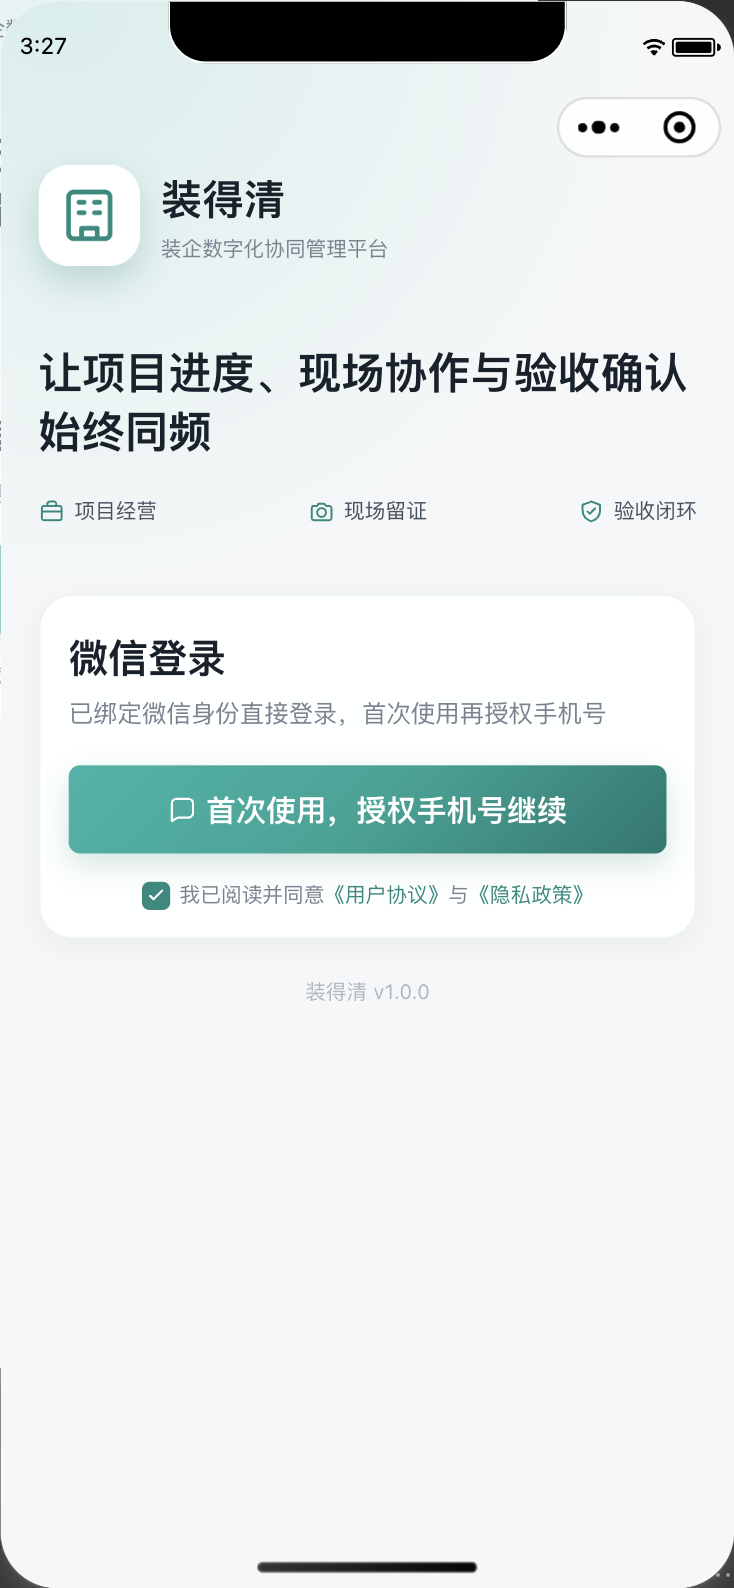 3:27
装得清
装企数字化协同管理平台
让项目进度、现场协作与验收确认
始终同频
项目经营 现场留证 验收闭环
微信登录
已绑定微信身份直接登录，首次使用再授权手机号
首次使用，授权手机号继续
我已阅读并同意《用户协议》与《隐私政策》
装得清 v1.0.0